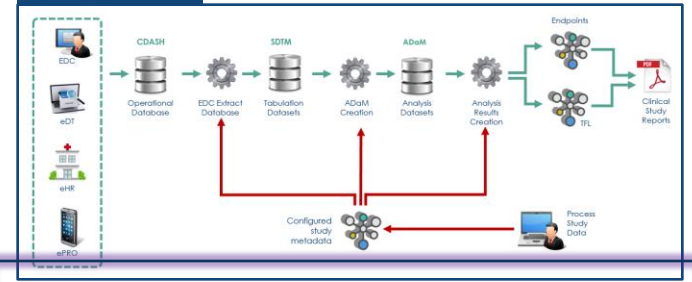 Endpoints
EDC
CDASH
SDTM
ADaM
eDT
Operational
Database
EDC Extract
Database
Tabulation
Datasets
ADaM
Creation
Analysis
Datasets
Analysis
Results
Creation
TFL
PDF
Clinical
Study
Reports
eHR
ePRO
Configured
study
metadata
Process
Study
Data